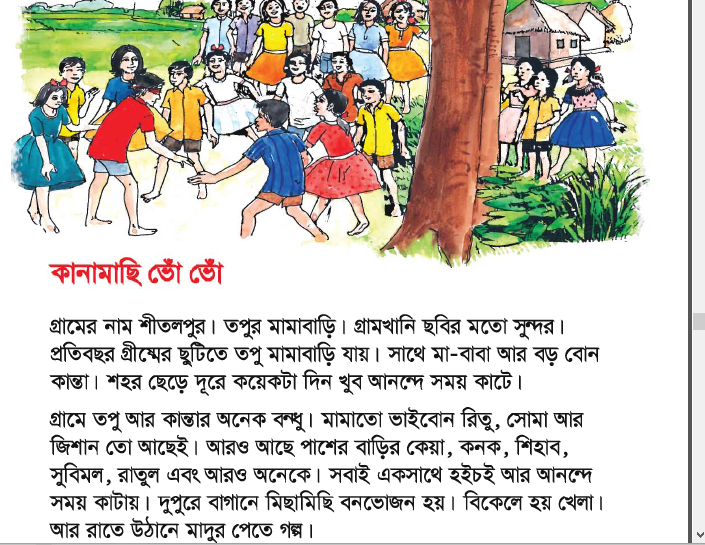 কানামাছি ভোঁ ভোঁ
গ্রামের নাম শীতলপুর। তপুর মামাবাড়ি। গ্রামখানি ছবির মতো সুন্দর।
প্রতিবছর গ্রীষ্মের ছুটিতে তপু মামাবাড়ি যায়। সাথে মা-বাবা আর বড় বোন
কান্তা। শহর ছেড়ে দূরে কয়েকটা দিন খুব আনন্দে সময় কাটে।
গ্রামে তপু আর কান্তার অনেক বন্ধু। মামাতো ভাইবোন রিতু, সোমা আর
জিশান তো আছেই। আরও আছে পাশের বাড়ির কেয়া, কনক, শিহাব,
সুবিমল, রাতুল এবং আরও অনেকে। সবাই একসাথে হইচই আর আনন্দে
সময় কাটায়। দুপুরে বাগানে মিছামিছি বনভোজন হয়। বিকেলে হয় খেলা।
আর রাতে উঠানে মাদুর পেতে গল্প।